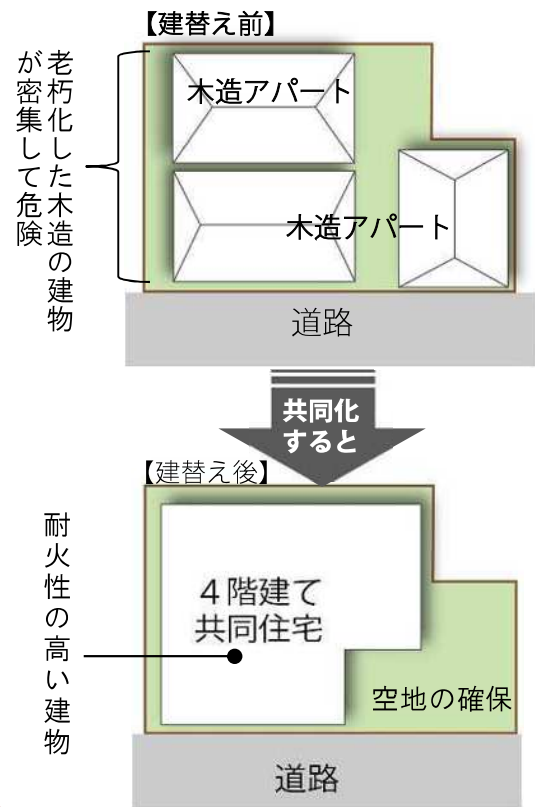 【建替え前】
老朽化した木造の建物
が密集して危険
木造アパート
木造アパート
道路
共同化
すると
【建替え後】
耐火性の高い建物
４階建て
共同住宅
空地の確保
道路